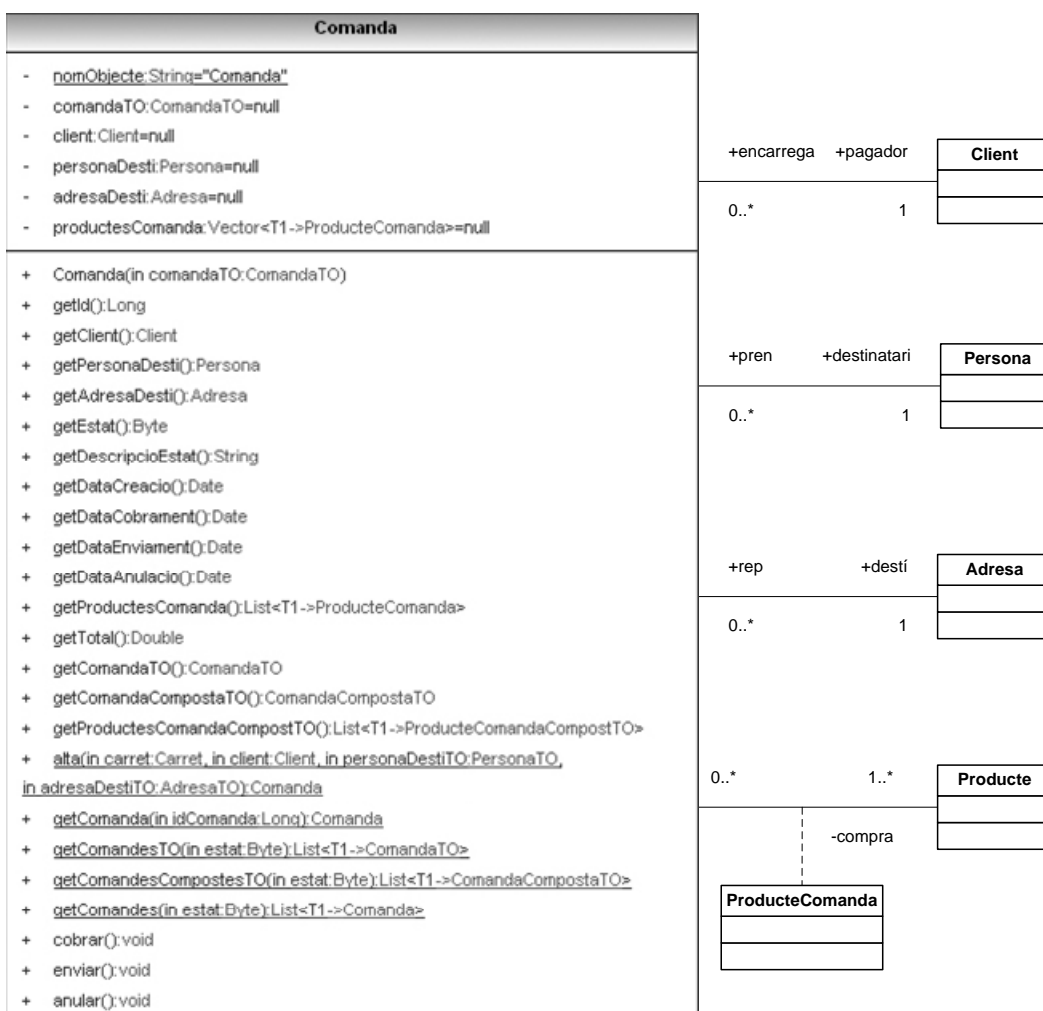 Comanda
- nomObjecte:String="Comanda"
- comandaTO:ComandaTO=null
- client:Client=null
- personaDesti:Persona=null
- adresaDesti:Adresa=null
- productesComanda:Vector<T1->ProducteComanda>=null
+ Comanda(in comandaTO:ComandaTO)
+ getId():Long
+ getClient():Client
+ getPersonaDesti():Persona
+ getAdresaDesti():Adresa
+ getEstat():Byte
+ getDescripcioEstat():String
+ getDataCreacio():Date
+ getDataCobrament():Date
+ getDataEnviament():Date
+ getDataAnulacio():Date
+ getProductesComanda():List<T1->ProducteComanda>
+ getTotal():Double
+ getComandaTO():ComandaTO
+ getComandaCompostaTO():ComandaCompostaTO
+ getProductesComandaCompostTO():List<T1->ProducteComandaCompostTO>
+ alta(in carret:Carret, in client:Client, in personaDestiTO:PersonaTO,
in adresaDestiTO:AdresaTO):Comanda
+ getComanda(in idComanda:Long):Comanda
+ getComandesTO(in estat:Byte):List<T1->ComandaTO>
+ getComandesCompostesTO(in estat:Byte):List<T1->ComandaCompostaTO>
+ getComandes(in estat:Byte):List<T1->Comanda>
+ cobrar():void
+ enviar():void
+ anular():void
+encarrega +pagador
Client
0..* 1
+pren +destinatari
Persona
0..* 1
+rep +destí
Adresa
0..* 1
0..* 1..*
Producte
-compra
ProducteComanda